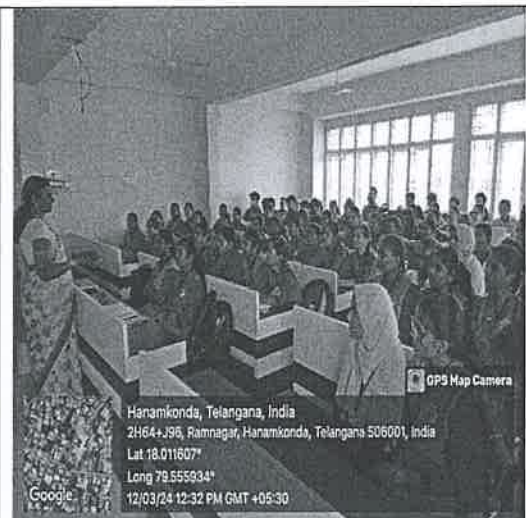 GPS Map Camera
Hanamkonda, Telangana, India
2H64+J96, Ramnagar, Hanamkonda, Telangana 506001, India
Lat 18.011607°
Long 79.555934°
12/03/24 12:32 PM GMT +05:30
Google